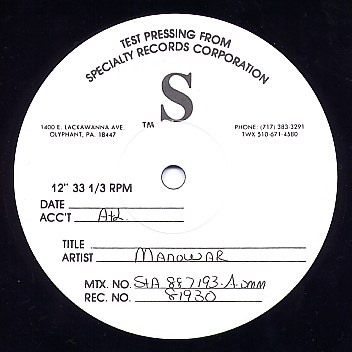 TEST PRESSING FROM
SPECIALTY RECORDS CORPORATION
S
TM
1400 E. LACKAWANNA AVE.
OLYPHANT, PA. 18447
PHONE: (717) 383-3291
TWX 510-671-4580
12" 33 1/3 RPM
DATE
ACC'T Atl.
TITLE
ARTIST MANOWAR
MTX. NO. StA 887193-A DMM
REC. NO. 81930